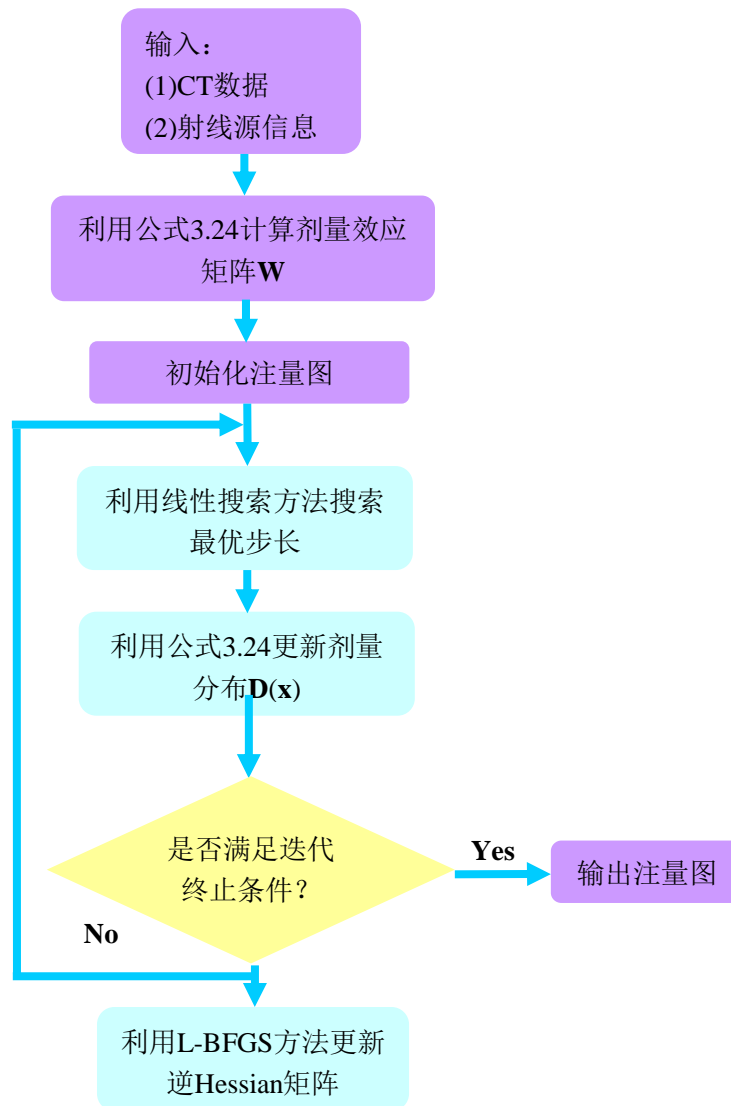 输入：
(1)CT数据
(2)射线源信息
利用公式3.24计算剂量效应
矩阵W
初始化注量图
利用线性搜索方法搜索
最优步长
利用公式3.24更新剂量
分布D(x)
是否满足迭代
终止条件？
Yes
输出注量图
No
利用L-BFGS方法更新
逆Hessian矩阵